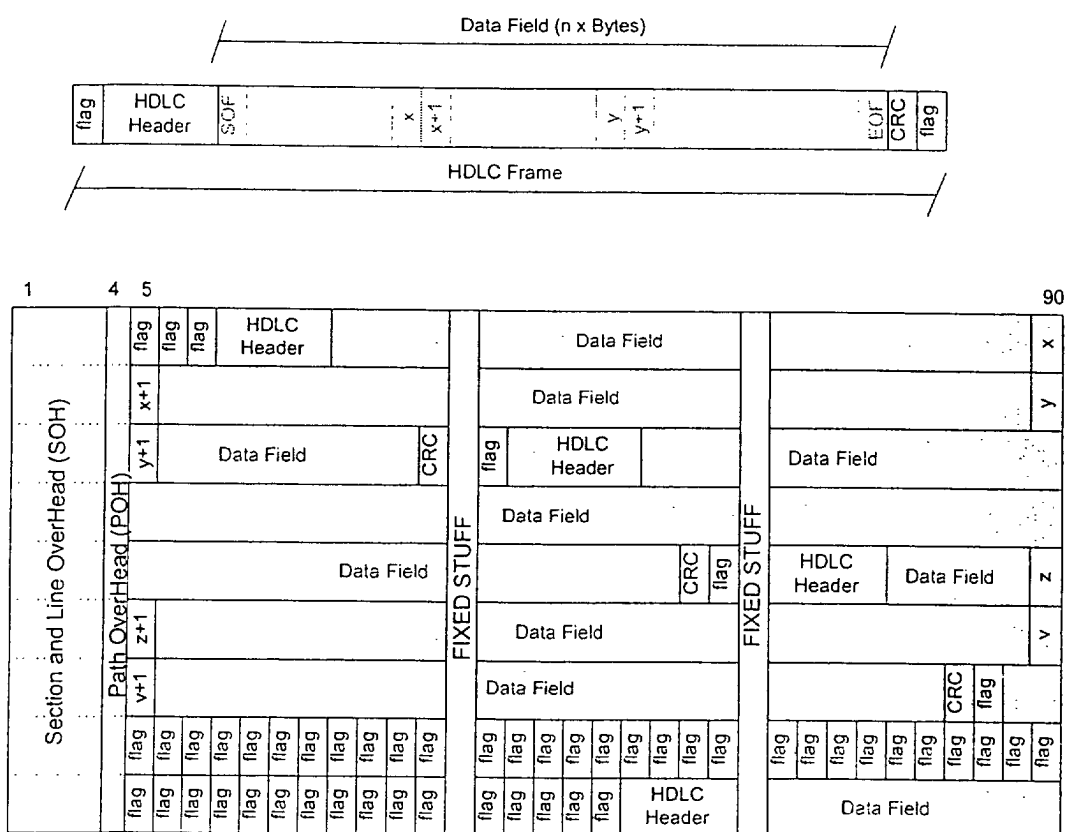 Data Field (n x Bytes)
flag
HDLC
Header
SOF
x
x+1
y
y+1
EOF
CRC
flag
HDLC Frame
1 4 5 90
Section and Line OverHead (SOH)
Path OverHead (POH)
FIXED STUFF
FIXED STUFF
flag flag flag
HDLC
Header
Data Field
x
x+1
Data Field
y
y+1
Data Field
CRC
flag
HDLC
Header
Data Field
Data Field
Data Field
CRC
flag
HDLC
Header
Data Field
z
z+1
Data Field
v
v+1
Data Field
CRC
flag
flag flag flag flag flag flag flag flag flag flag flag flag flag flag flag flag flag flag flag flag flag flag flag flag flag flag flag flag flag flag
flag flag flag flag flag flag flag flag flag flag flag flag flag flag flag flag
HDLC
Header
Data Field